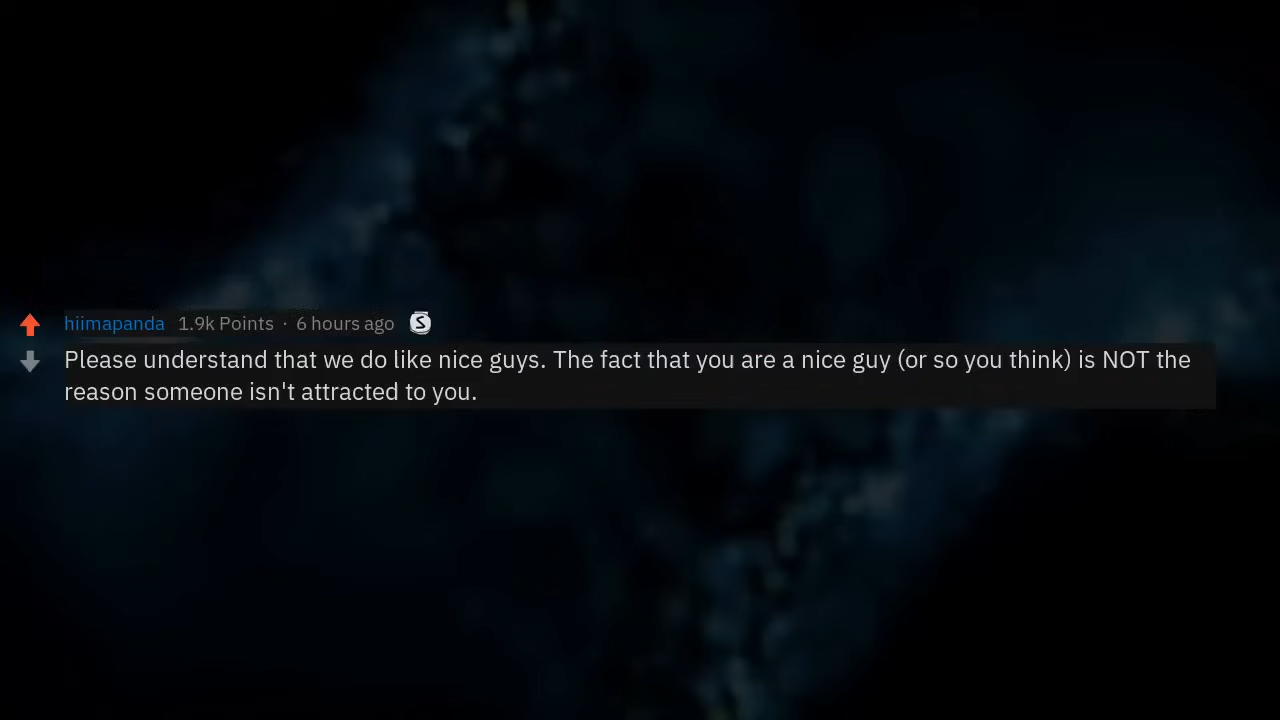 hiimapanda 1.9k Points · 6 hours ago S
Please understand that we do like nice guys. The fact that you are a nice guy (or so you think) is NOT the
reason someone isn't attracted to you.